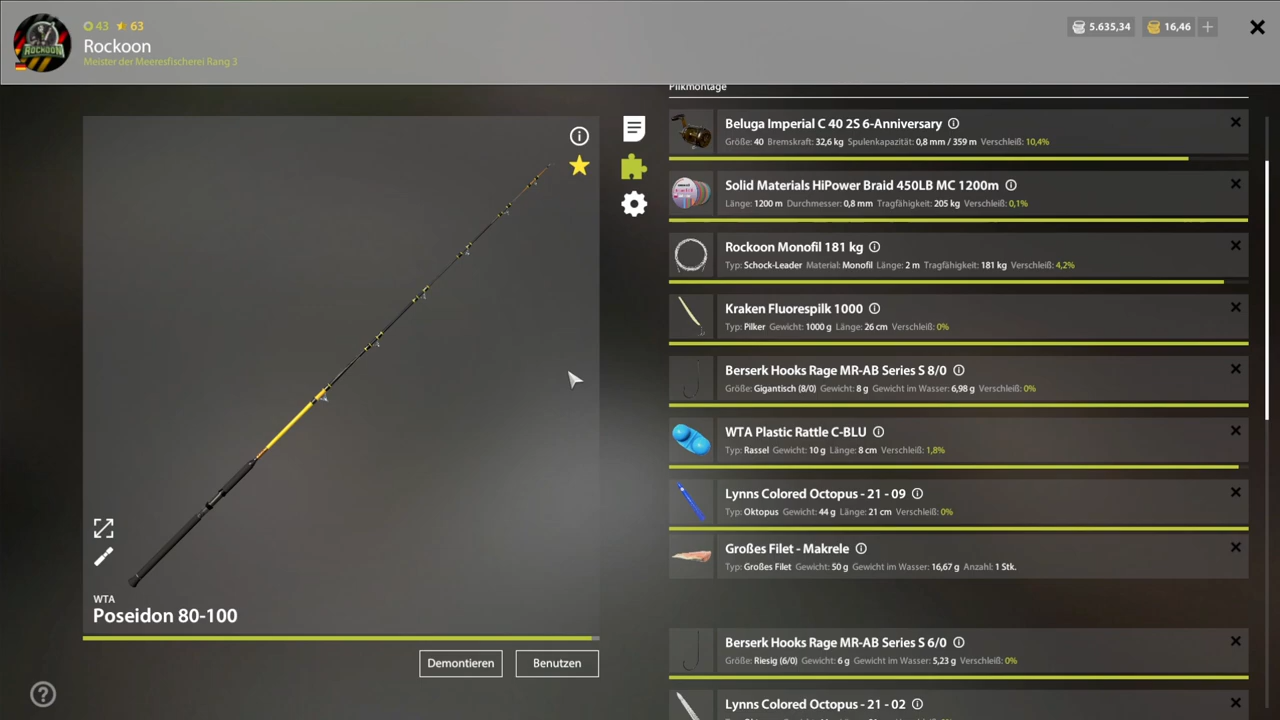 43 63
Rockoon
Meister der Meeresfischerei Rang 3
5.635,34
16,46
Pilkmontage
Beluga Imperial C 40 2S 6-Anniversary
Größe: 40 Bremskraft: 32,6 kg Spulenkapazität: 0,8 mm / 359 m Verschleiß: 10,4%
Solid Materials HiPower Braid 450LB MC 1200m
Länge: 1200 m Durchmesser: 0,8 mm Tragfähigkeit: 205 kg Verschleiß: 0,1%
Rockoon Monofil 181 kg
Typ: Schock-Leader Material: Monofil Länge: 2 m Tragfähigkeit: 181 kg Verschleiß: 4,2%
Kraken Fluorespilk 1000
Typ: Pilker Gewicht: 1000 g Länge: 26 cm Verschleiß: 0%
Berserk Hooks Rage MR-AB Series S 8/0
Größe: Gigantisch (8/0) Gewicht: 8 g Gewicht im Wasser: 6,98 g Verschleiß: 0%
WTA Plastic Rattle C-BLU
Typ: Rassel Gewicht: 10 g Länge: 8 cm Verschleiß: 1,8%
Lynns Colored Octopus - 21 - 09
Typ: Oktopus Gewicht: 44 g Länge: 21 cm Verschleiß: 0%
Großes Filet - Makrele
Typ: Großes Filet Gewicht: 50 g Gewicht im Wasser: 16,67 g Anzahl: 1 Stk.
Berserk Hooks Rage MR-AB Series S 6/0
Größe: Riesig (6/0) Gewicht: 6 g Gewicht im Wasser: 5,23 g Verschleiß: 0%
Lynns Colored Octopus - 21 - 02
WTA
Poseidon 80-100
Demontieren
Benutzen